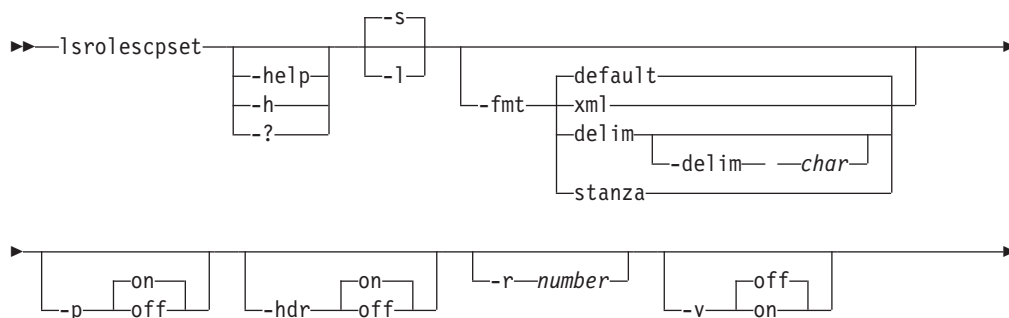 -s
lsrolescpset
-help
-l
default
-h
-fmt
xml
-?
delim
-delim char
stanza
on
on
off
-p
off
-hdr
off
-r number
-v
on